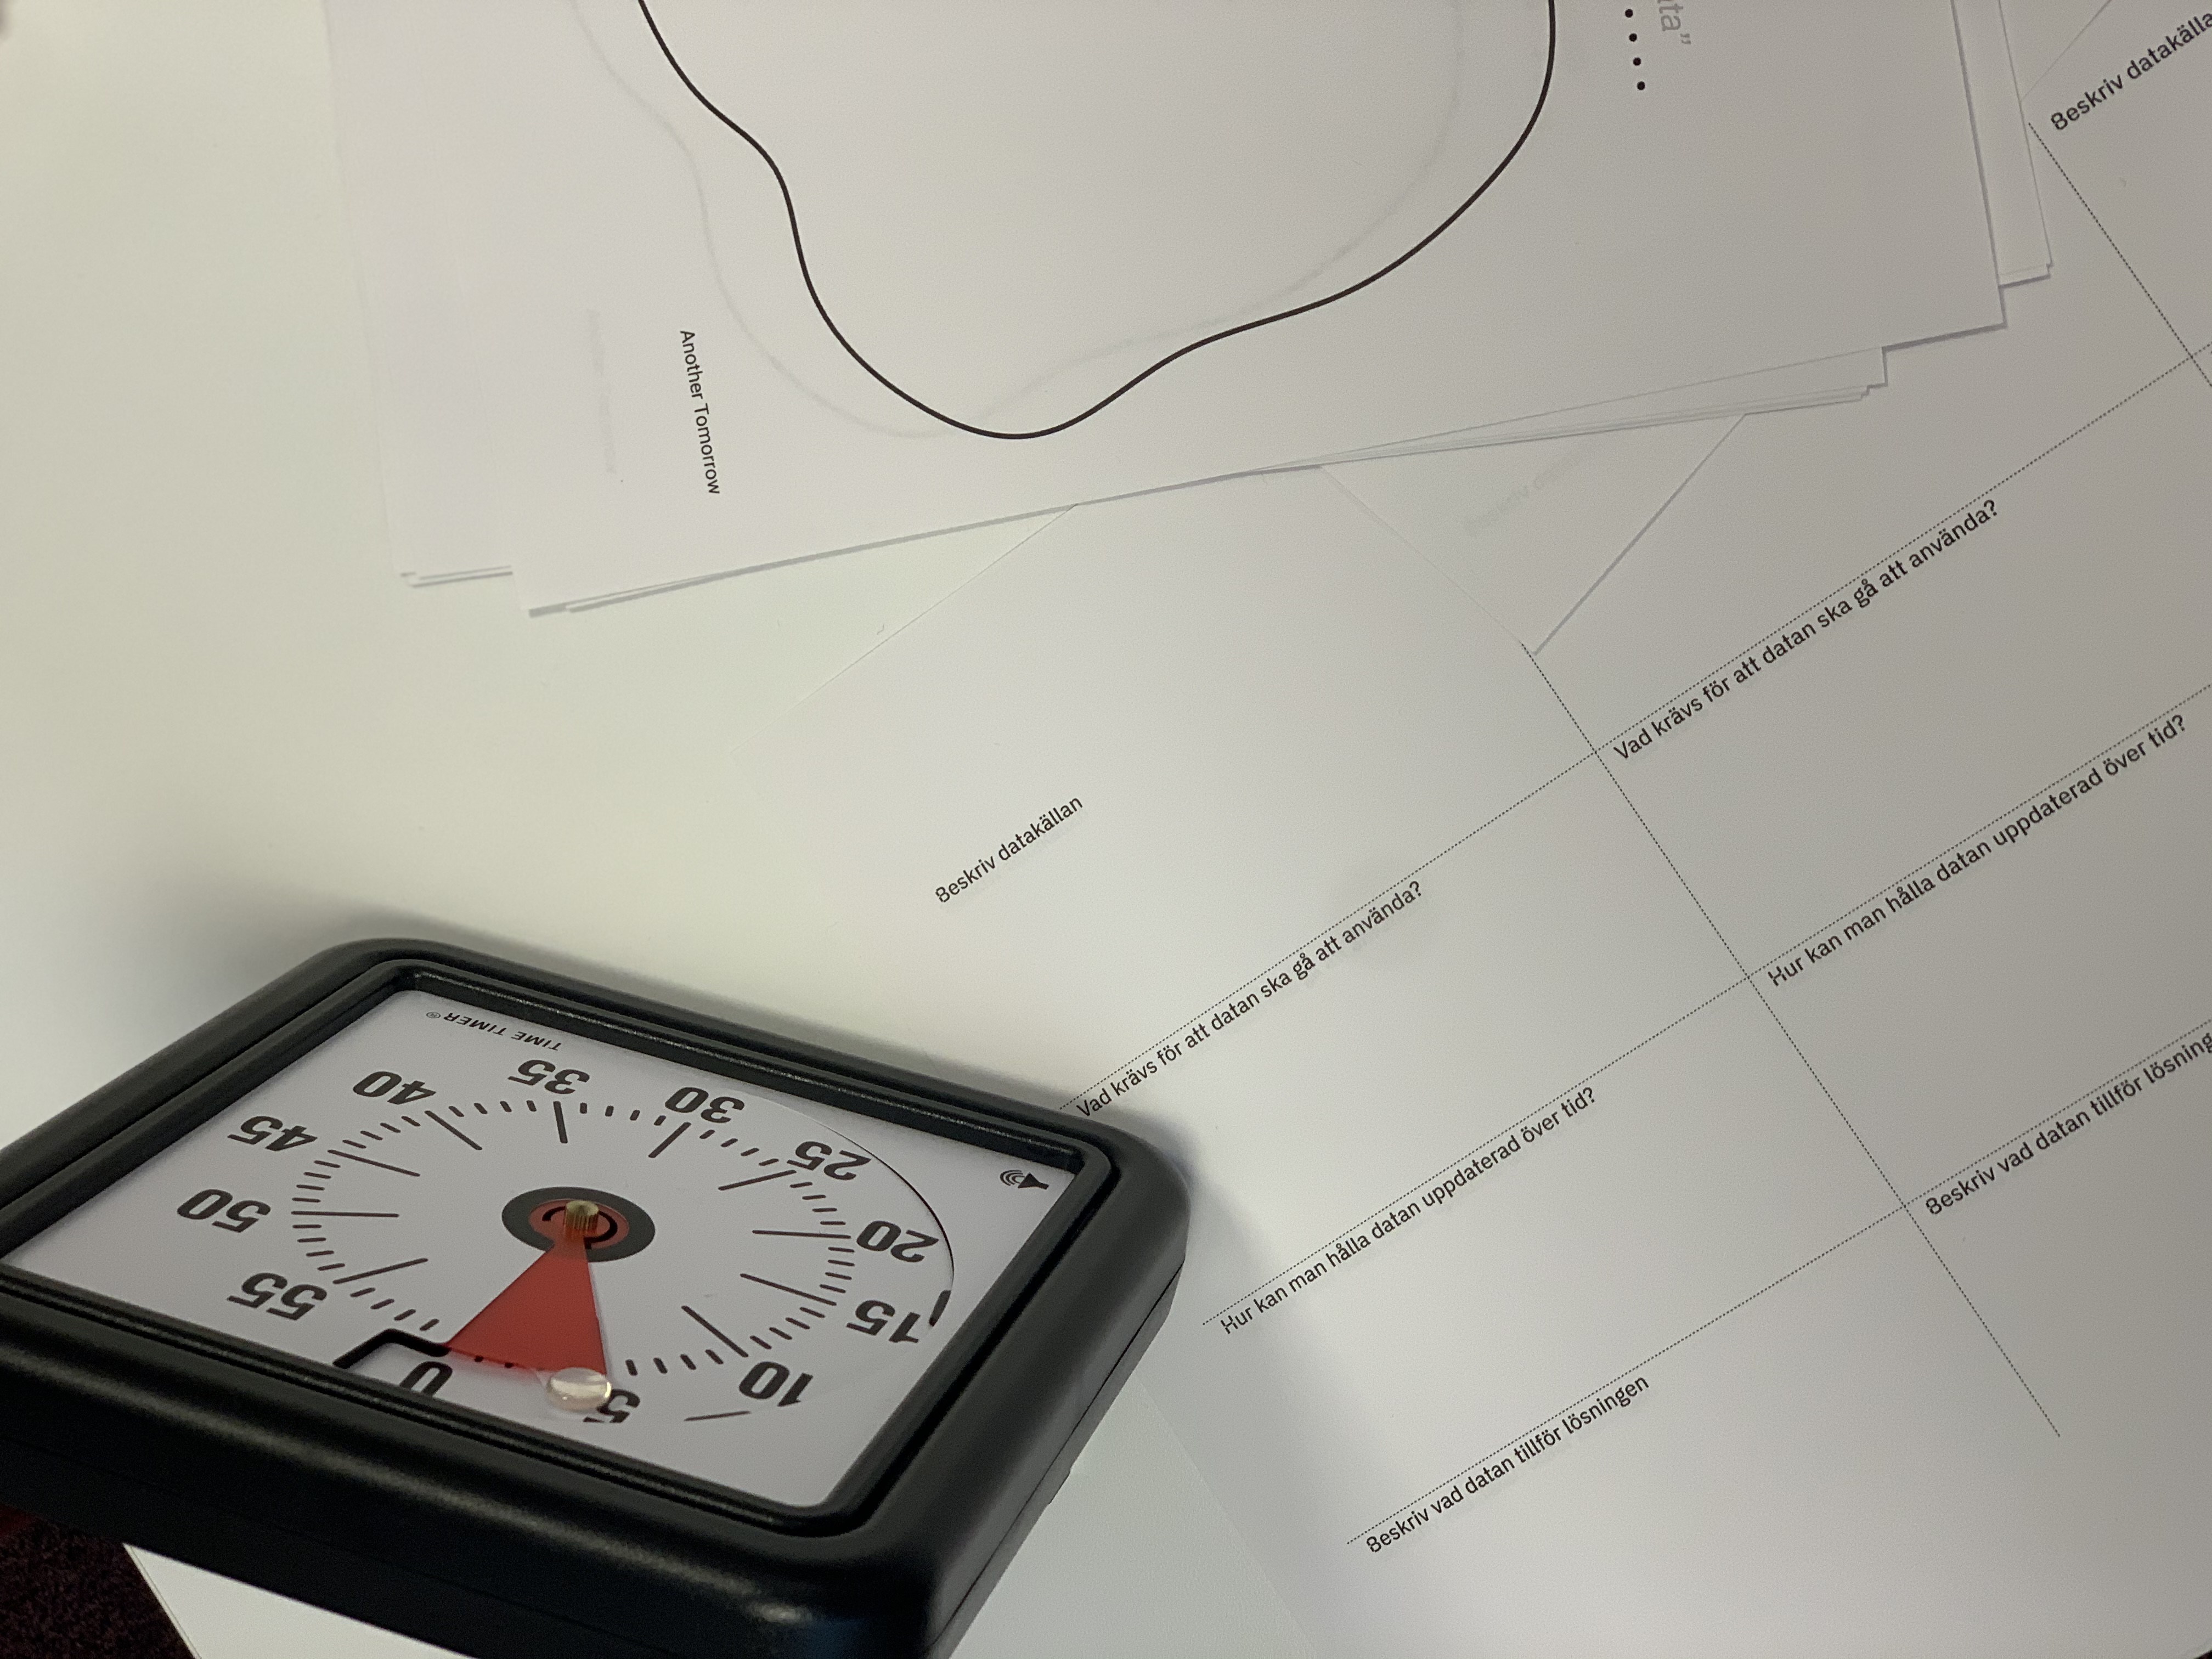 ata”
Another Tomorrow
Beskriv datakälla
Vad krävs för att datan ska gå att använda?
Hur kan man hålla datan uppdaterad över tid?
Beskriv vad datan tillför lösning
Beskriv datakällan
Vad krävs för att datan ska gå att använda?
Hur kan man hålla datan uppdaterad över tid?
Beskriv vad datan tillför lösningen
TIME TIMER®
0
5
10
15
20
25
30
35
40
45
50
55